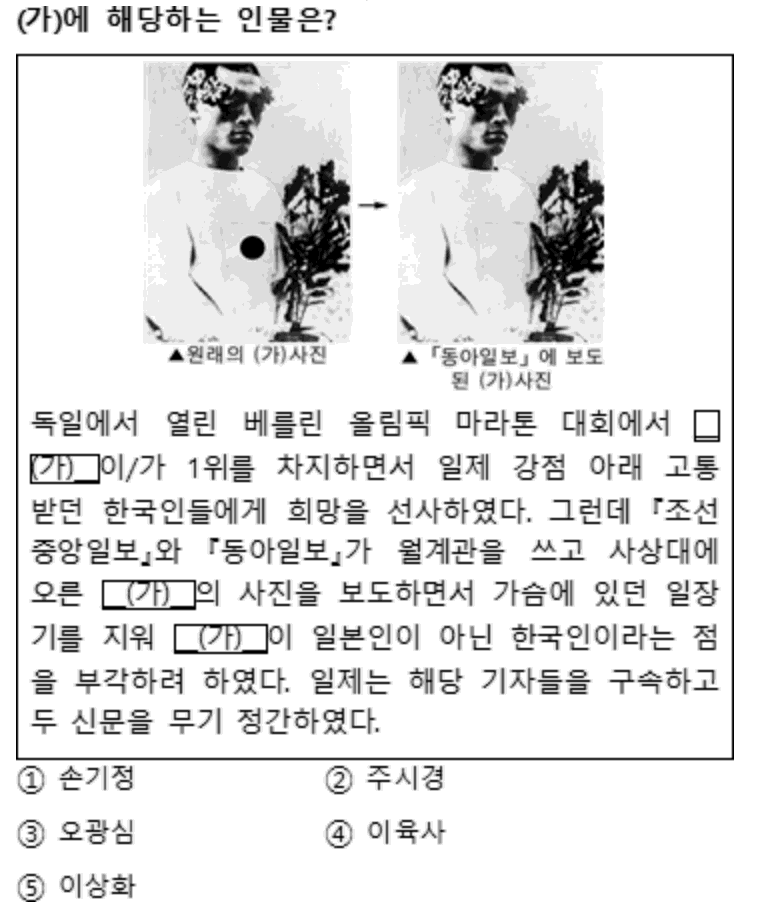 (가)에 해당하는 인물은?
▲원래의 (가)사진
▲ 「동아일보」에 보도
된 (가)사진
독일에서 열린 베를린 올림픽 마라톤 대회에서
(가) 이/가 1위를 차지하면서 일제 강점 아래 고통
받던 한국인들에게 희망을 선사하였다. 그런데 『조선
중앙일보』와 『동아일보』가 월계관을 쓰고 사상대에
오른 (가) 의 사진을 보도하면서 가슴에 있던 일장
기를 지워 (가) 이 일본인이 아닌 한국인이라는 점
을 부각하려 하였다. 일제는 해당 기자들을 구속하고
두 신문을 무기 정간하였다.
① 손기정 ② 주시경
③ 오광심 ④ 이육사
⑤ 이상화